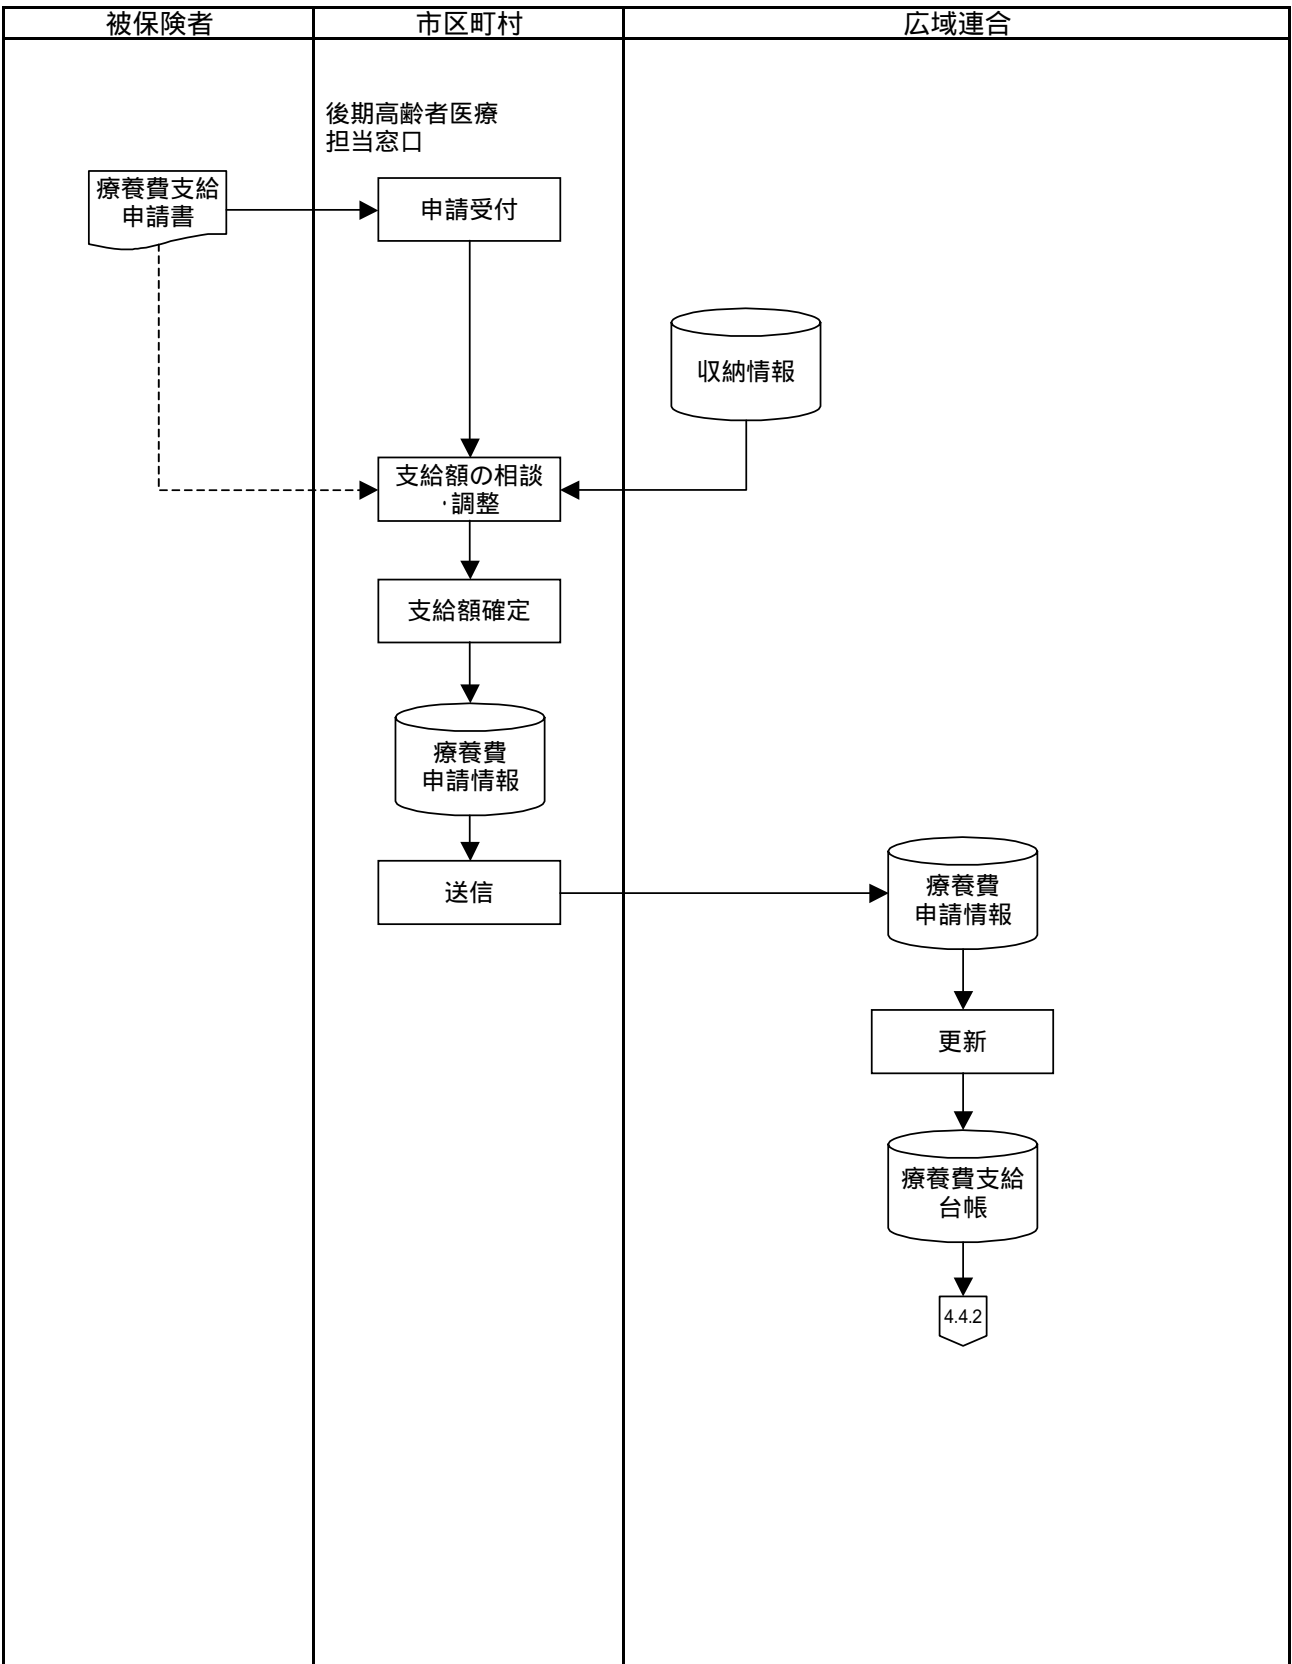 被保険者
市区町村
広域連合
後期高齢者医療
担当窓口
療養費支給
申請書
申請受付
収納情報
支給額の相談
・調整
支給額確定
療養費
申請情報
送信
療養費
申請情報
更新
療養費支給
台帳
4.4.2